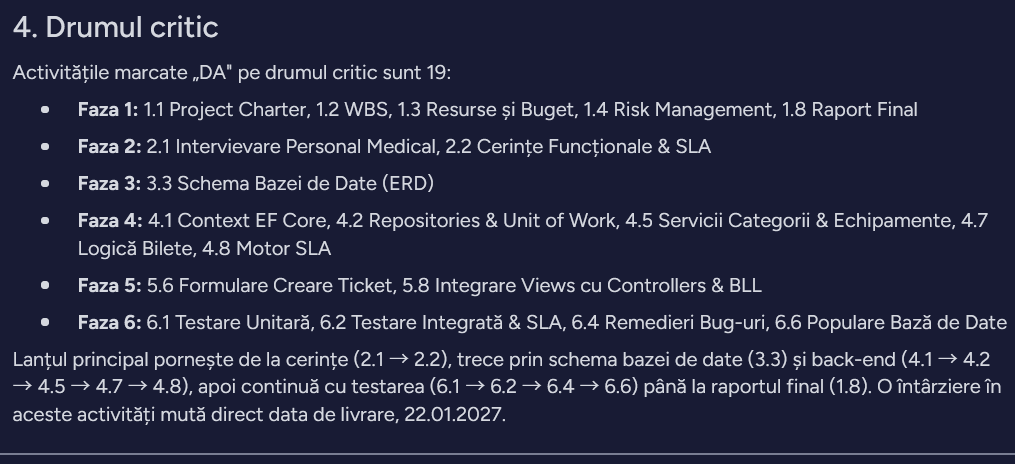 4. Drumul critic
Activitățile marcate „DA" pe drumul critic sunt 19:
• Faza 1: 1.1 Project Charter, 1.2 WBS, 1.3 Resurse și Buget, 1.4 Risk Management, 1.8 Raport Final
• Faza 2: 2.1 Intervievare Personal Medical, 2.2 Cerințe Funcționale & SLA
• Faza 3: 3.3 Schema Bazei de Date (ERD)
• Faza 4: 4.1 Context EF Core, 4.2 Repositories & Unit of Work, 4.5 Servicii Categorii & Echipamente, 4.7
Logică Bilete, 4.8 Motor SLA
• Faza 5: 5.6 Formulare Creare Ticket, 5.8 Integrare Views cu Controllers & BLL
• Faza 6: 6.1 Testare Unitară, 6.2 Testare Integrată & SLA, 6.4 Remedieri Bug-uri, 6.6 Populare Bază de Date
Lanțul principal pornește de la cerințe (2.1 → 2.2), trece prin schema bazei de date (3.3) și back-end (4.1 → 4.2
→ 4.5 → 4.7 → 4.8), apoi continuă cu testarea (6.1 → 6.2 → 6.4 → 6.6) până la raportul final (1.8). O întârziere în
aceste activități mută direct data de livrare, 22.01.2027.